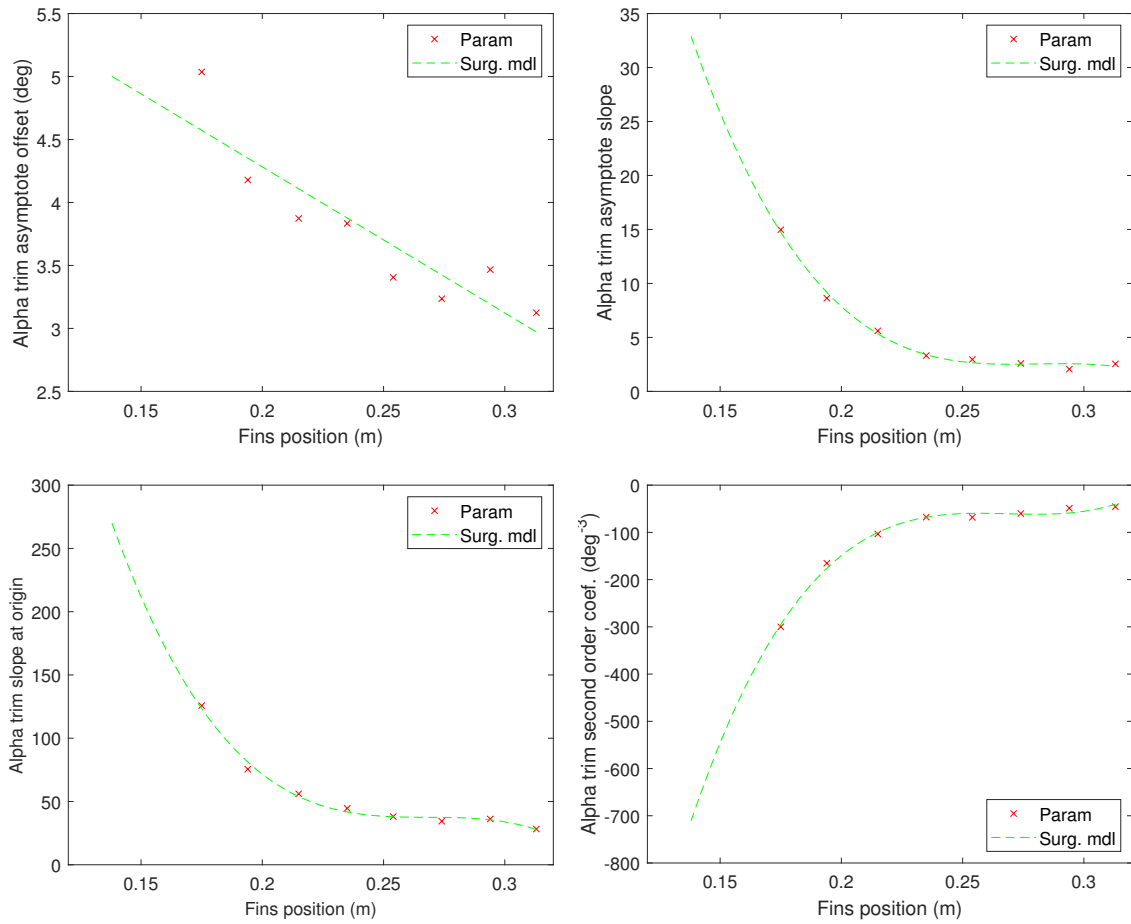 Alpha trim asymptote offset (deg)
5.5
5
4.5
4
3.5
3
2.5
0.15 0.2 0.25 0.3
Fins position (m)
Param
Surg. mdl
Alpha trim asymptote slope
35
30
25
20
15
10
5
0
0.15 0.2 0.25 0.3
Fins position (m)
Param
Surg. mdl
Alpha trim slope at origin
300
250
200
150
100
50
0
0.15 0.2 0.25 0.3
Fins position (m)
Param
Surg. mdl
Alpha trim second order coef. (deg⁻³)
0
-100
-200
-300
-400
-500
-600
-700
-800
0.15 0.2 0.25 0.3
Fins position (m)
Param
Surg. mdl